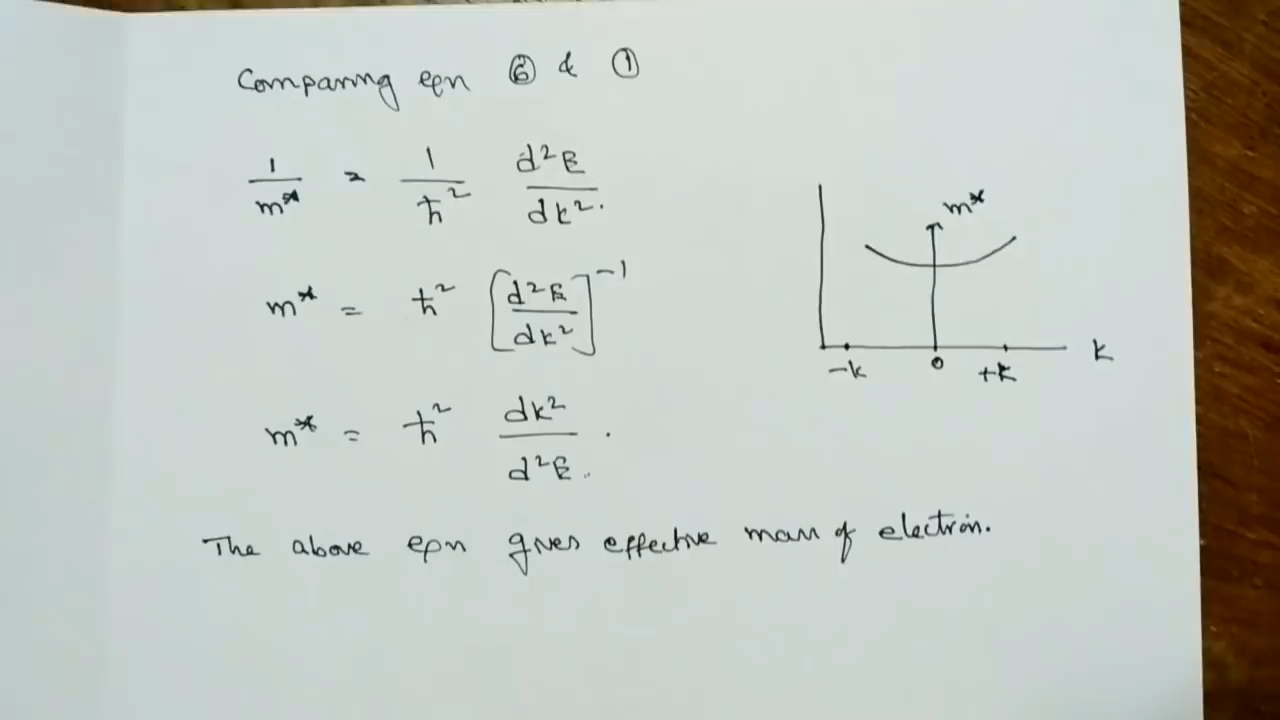 Comparing eqn ⑥ & ①
1/m* = 1/ħ² d²E/dk².
m* = ħ² [d²E/dk²]⁻¹
m* = ħ² dk²/d²E.
The above eqn gives effective mass of electron.
m*
k
-k 0 +k